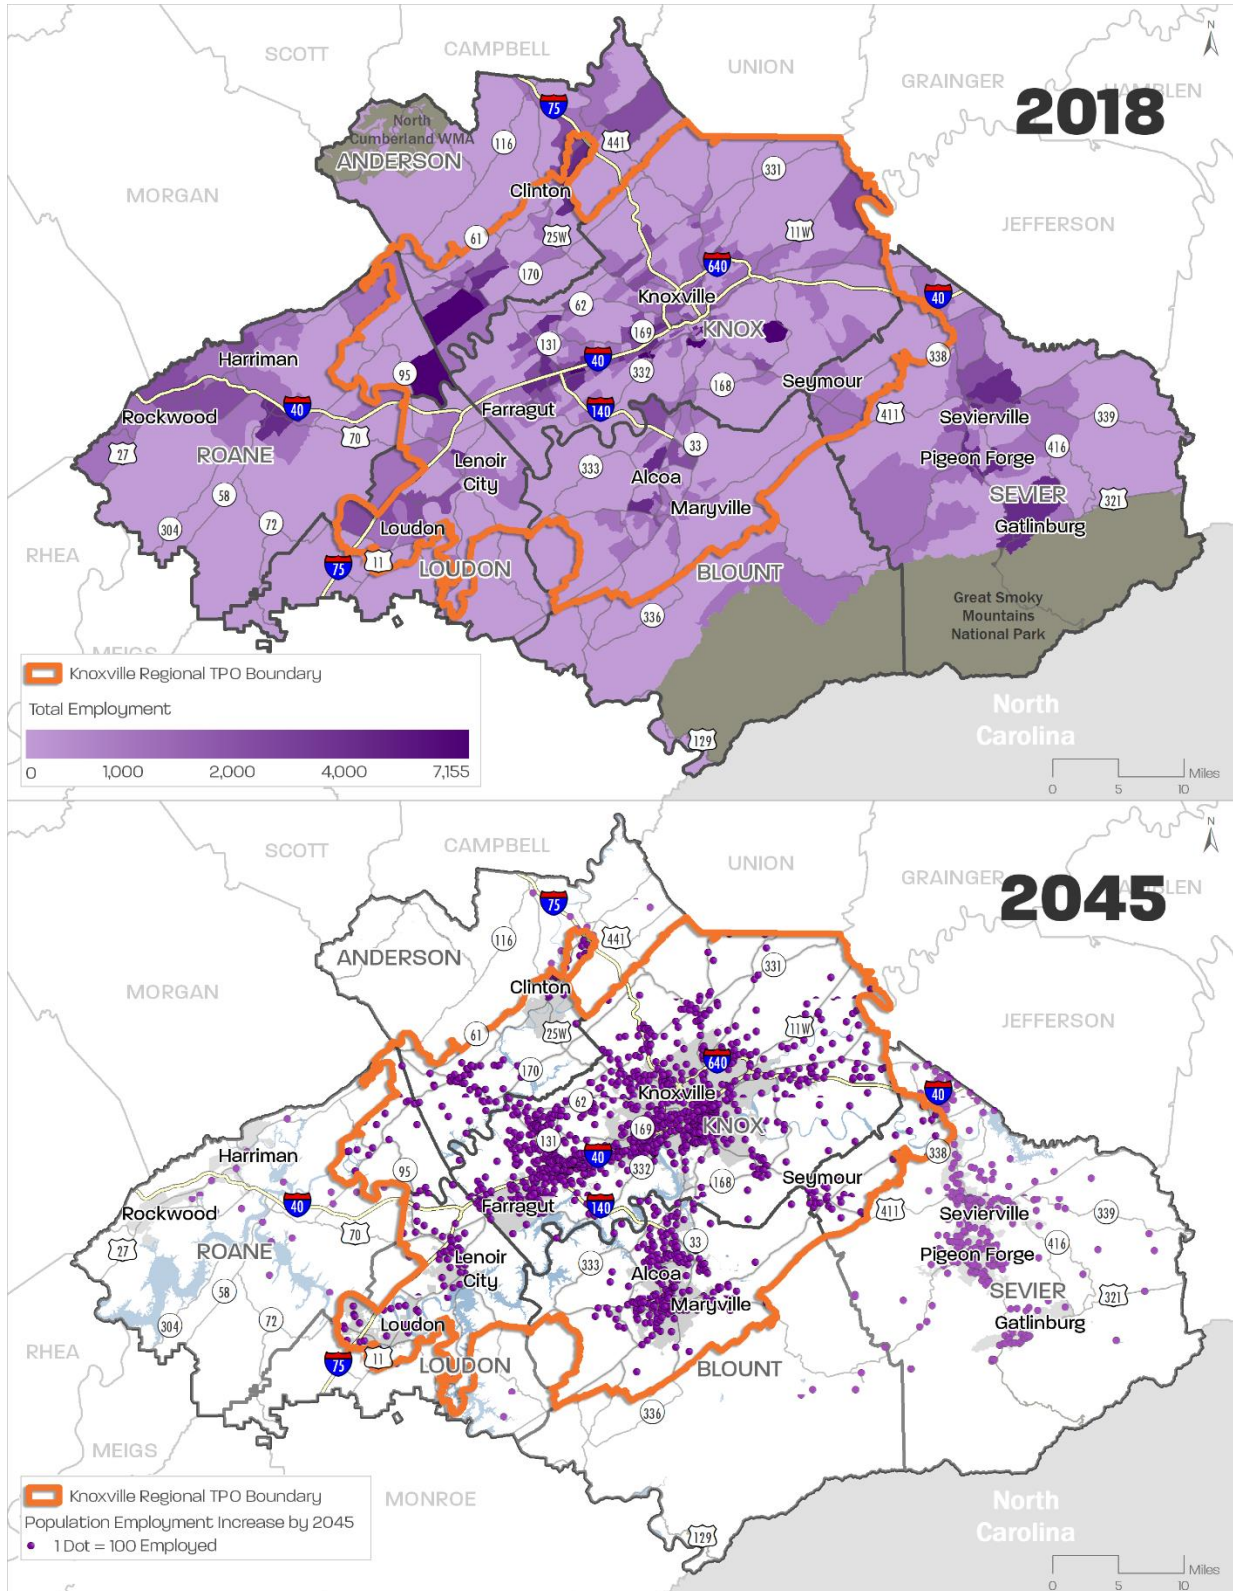 N
2018
SCOTT
CAMPBELL
UNION
GRAINGER
HAMBLEN
75
North
Cumberland WMA
ANDERSON
116
441
331
MORGAN
Clinton
JEFFERSON
61
25W
11W
170
640
40
Knoxville
62
KNOX
169
131
Harriman
40
332
338
95
168
Seymour
Rockwood
40
Farragut
140
411
Sevierville
339
27
70
33
416
ROANE
Lenoir
City
333
Alcoa
Pigeon Forge
SEVIER
321
58
Maryville
Gatlinburg
304
72
Loudon
RHEA
75
11
LOUDON
BLOUNT
Great Smoky
Mountains
National Park
336
MEIGS
Knoxville Regional TPO Boundary
Total Employment
0 1,000 2,000 4,000 7,155
129
North
Carolina
0 5 10 Miles
N
2045
SCOTT
CAMPBELL
UNION
GRAINGER
HAMBLEN
75
116
441
ANDERSON
331
MORGAN
Clinton
JEFFERSON
61
25W
11W
170
640
40
Knoxville
62
KNOX
169
131
Harriman
40
332
338
95
168
Seymour
Rockwood
40
Farragut
140
411
Sevierville
339
27
70
33
416
ROANE
Lenoir
City
333
Alcoa
Pigeon Forge
SEVIER
321
58
Maryville
Gatlinburg
304
72
Loudon
RHEA
75
11
LOUDON
BLOUNT
336
MEIGS
MONROE
Knoxville Regional TPO Boundary
Population Employment Increase by 2045
1 Dot = 100 Employed
129
North
Carolina
0 5 10 Miles